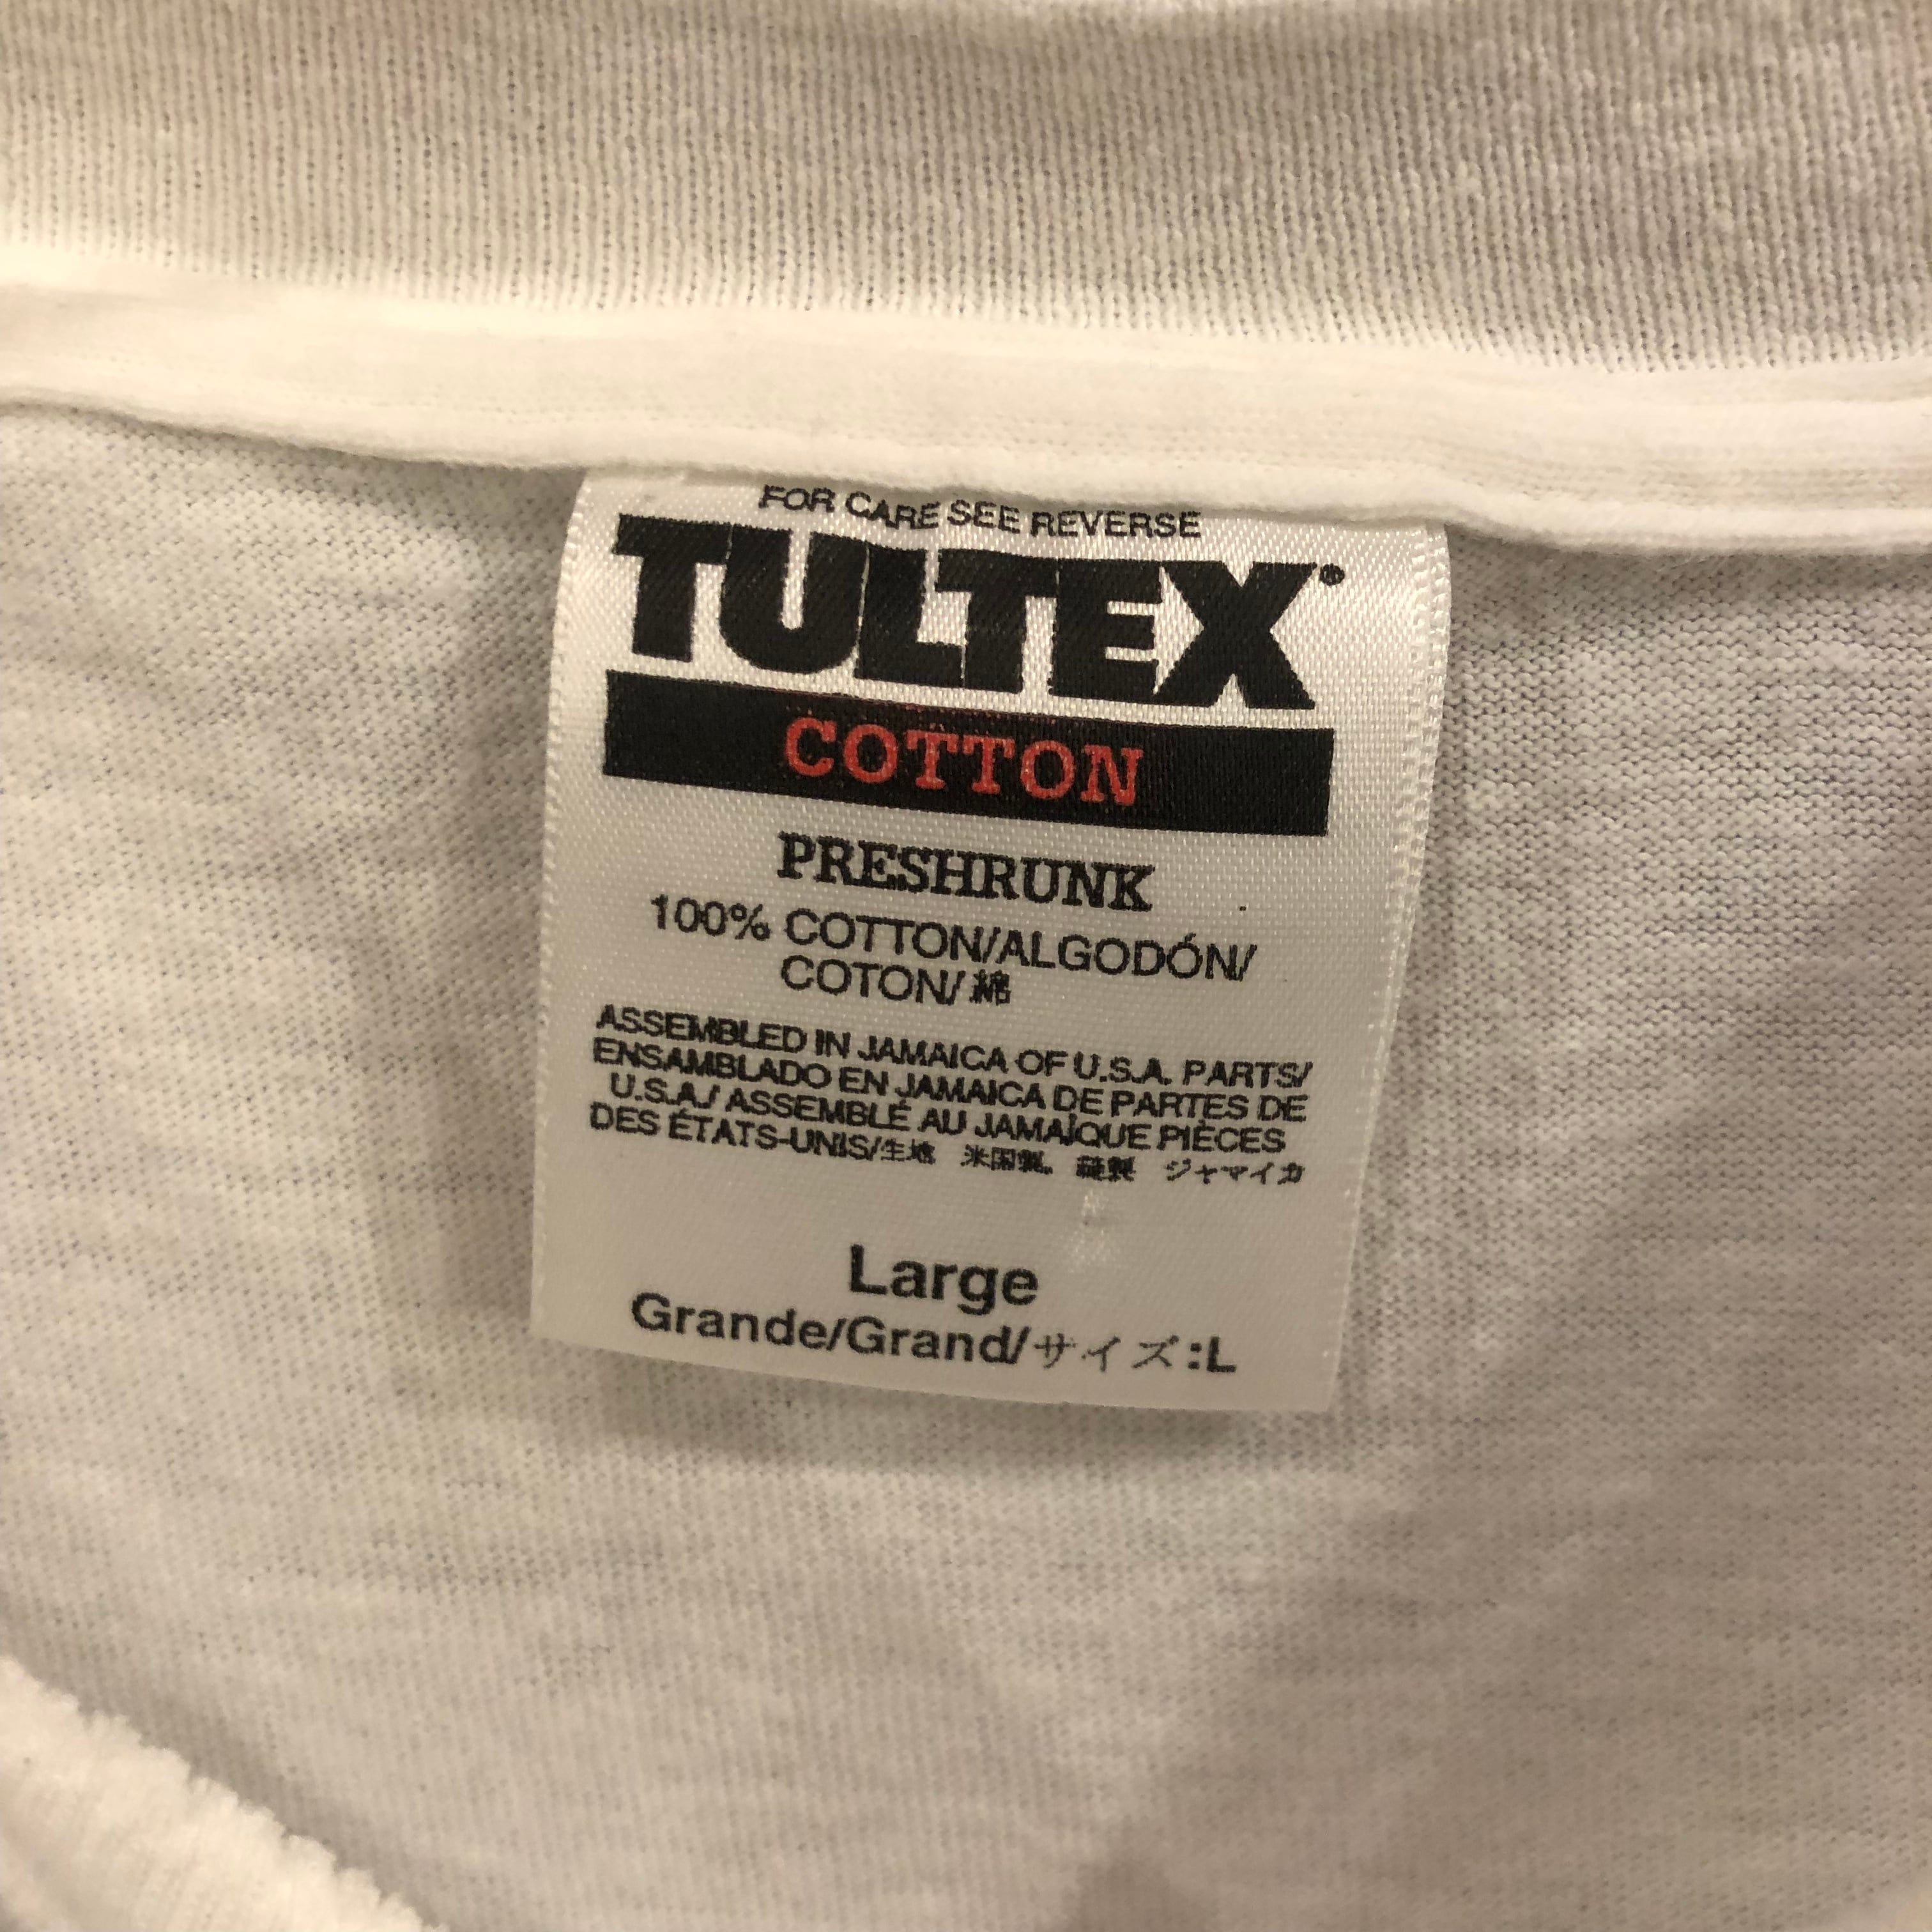 FOR CARE SEE REVERSE
TULTEX®
COTTON
PRESHRUNK
100% COTTON/ALGODÓN/
COTON/綿
ASSEMBLED IN JAMAICA OF U.S.A. PARTS/
ENSAMBLADO EN JAMAICA DE PARTES DE
U.S.A./ ASSEMBLÉ AU JAMAÏQUE PIÈCES
DES ÉTATS-UNIS/生地 米国製、縫製 ジャマイカ
Large
Grande/Grand/サイズ:L